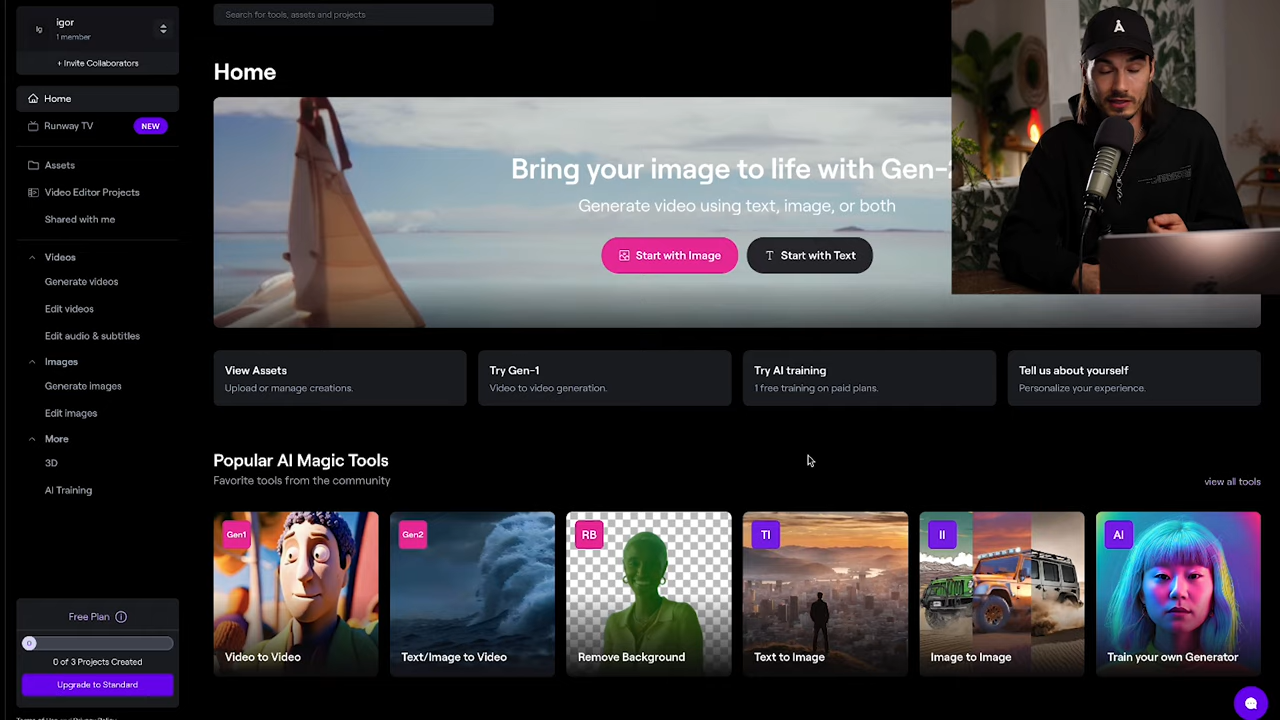 Ig
igor
1 member
+ Invite Collaborators
Home
Runway TV
NEW
Assets
Video Editor Projects
Shared with me
Videos
Generate videos
Edit videos
Edit audio & subtitles
Images
Generate images
Edit images
More
3D
AI Training
Free Plan
0
0 of 3 Projects Created
Upgrade to Standard
Search for tools, assets and projects
Home
Bring your image to life with Gen-
Generate video using text, image, or both
Start with Image
T Start with Text
View Assets
Upload or manage creations.
Try Gen-1
Video to video generation.
Try AI training
1 free training on paid plans.
Tell us about yourself
Personalize your experience.
Popular AI Magic Tools
Favorite tools from the community
view all tools
Gen1
Video to Video
Gen2
Text/Image to Video
RB
Remove Background
TI
Text to Image
II
Image to Image
AI
Train your own Generator